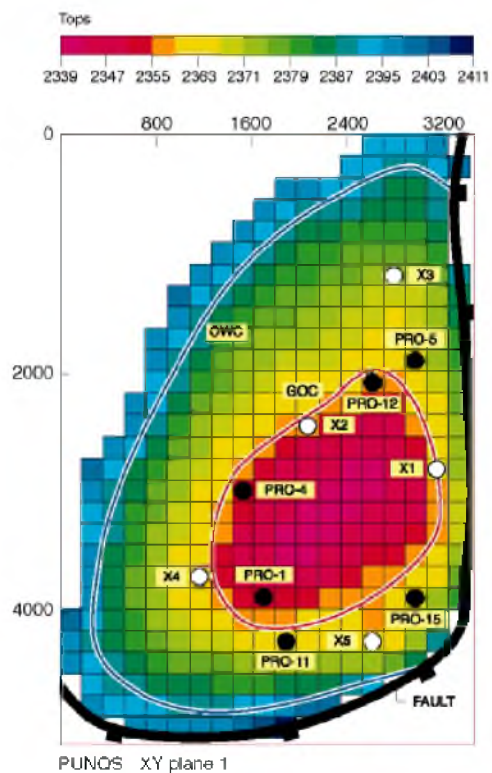 Tops
2339 2347 2355 2363 2371 2379 2387 2395 2403 2411
0 800 1600 2400 3200
X3
OWC
PRO-5
2000
GOC
PRO-12
X2
X1
PRO-4
X4
PRO-1
4000
PRO-15
X5
PRO-11
FAULT
PUNQS XY plane 1